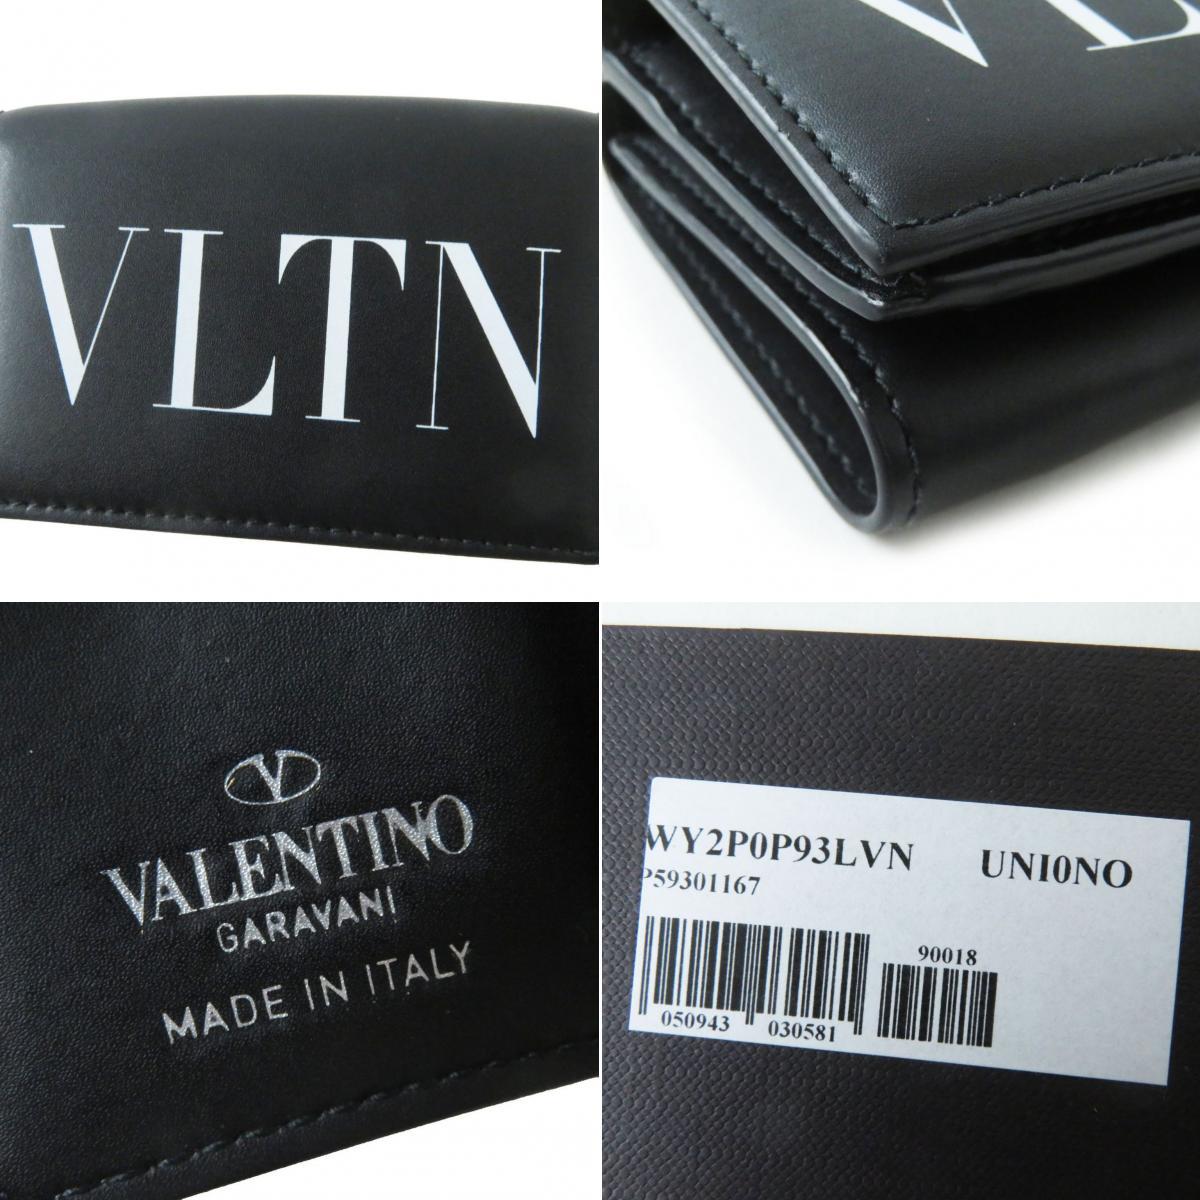 VLTN
V
VALENTINO
GARAVANI
MADE IN ITALY
WY2P0P93LVN UNI0NO
P59301167
90018
050943 030581